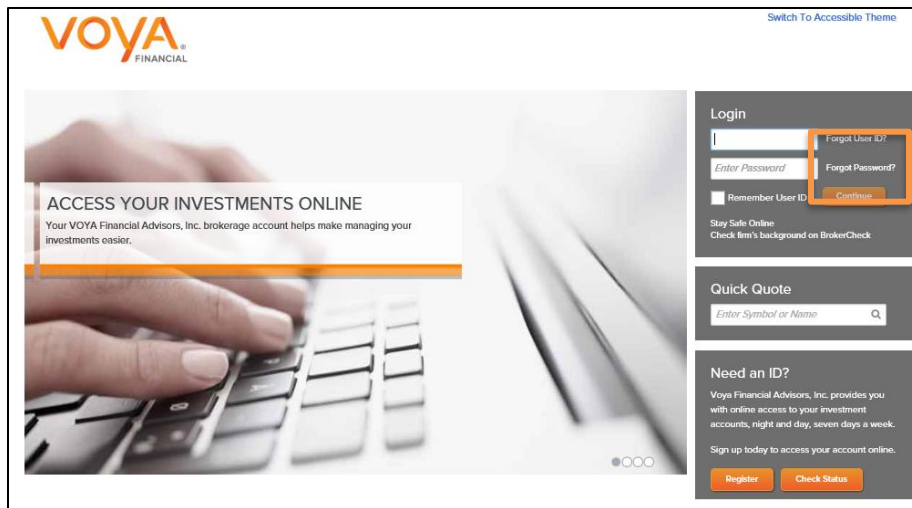 Switch To Accessible Theme
VOYA®
FINANCIAL
ACCESS YOUR INVESTMENTS ONLINE
Your VOYA Financial Advisors, Inc. brokerage account helps make managing your
investments easier.
Login
Forgot User ID?
Enter Password
Forgot Password?
Remember User ID
Continue
Stay Safe Online
Check firm's background on BrokerCheck
Quick Quote
Enter Symbol or Name
Need an ID?
Voya Financial Advisors, Inc. provides you
with online access to your investment
accounts, night and day, seven days a week.
Sign up today to access your account online.
Register
Check Status